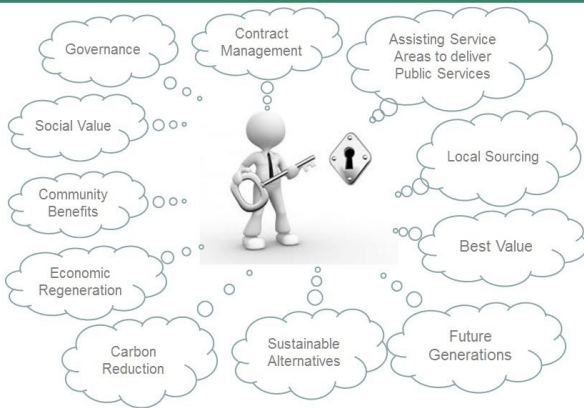 Governance
Contract
Management
Assisting Service
Areas to deliver
Public Services
Social Value
Local Sourcing
Community
Benefits
Best Value
Economic
Regeneration
Carbon
Reduction
Sustainable
Alternatives
Future
Generations